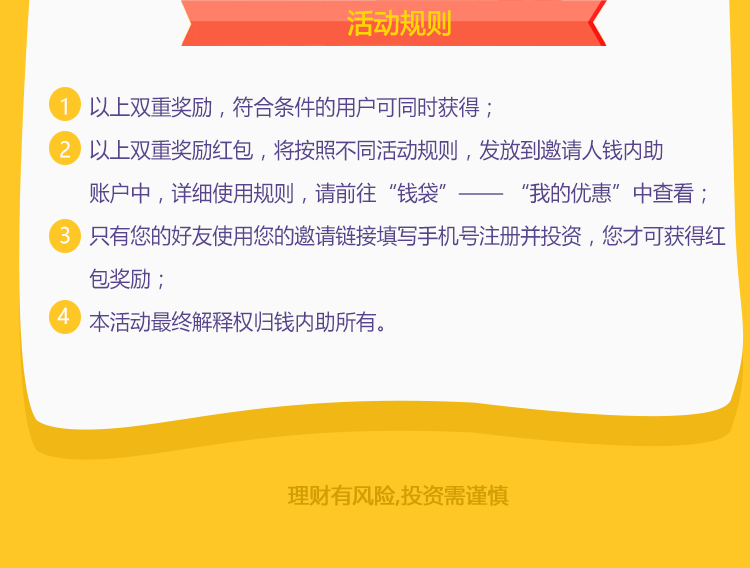 活动规则
1 以上双重奖励，符合条件的用户可同时获得；
2 以上双重奖励红包，将按照不同活动规则，发放到邀请人钱内助
账户中，详细使用规则，请前往“钱袋”—— “我的优惠”中查看；
3 只有您的好友使用您的邀请链接填写手机号注册并投资，您才可获得红
包奖励；
4 本活动最终解释权归钱内助所有。
理财有风险,投资需谨慎